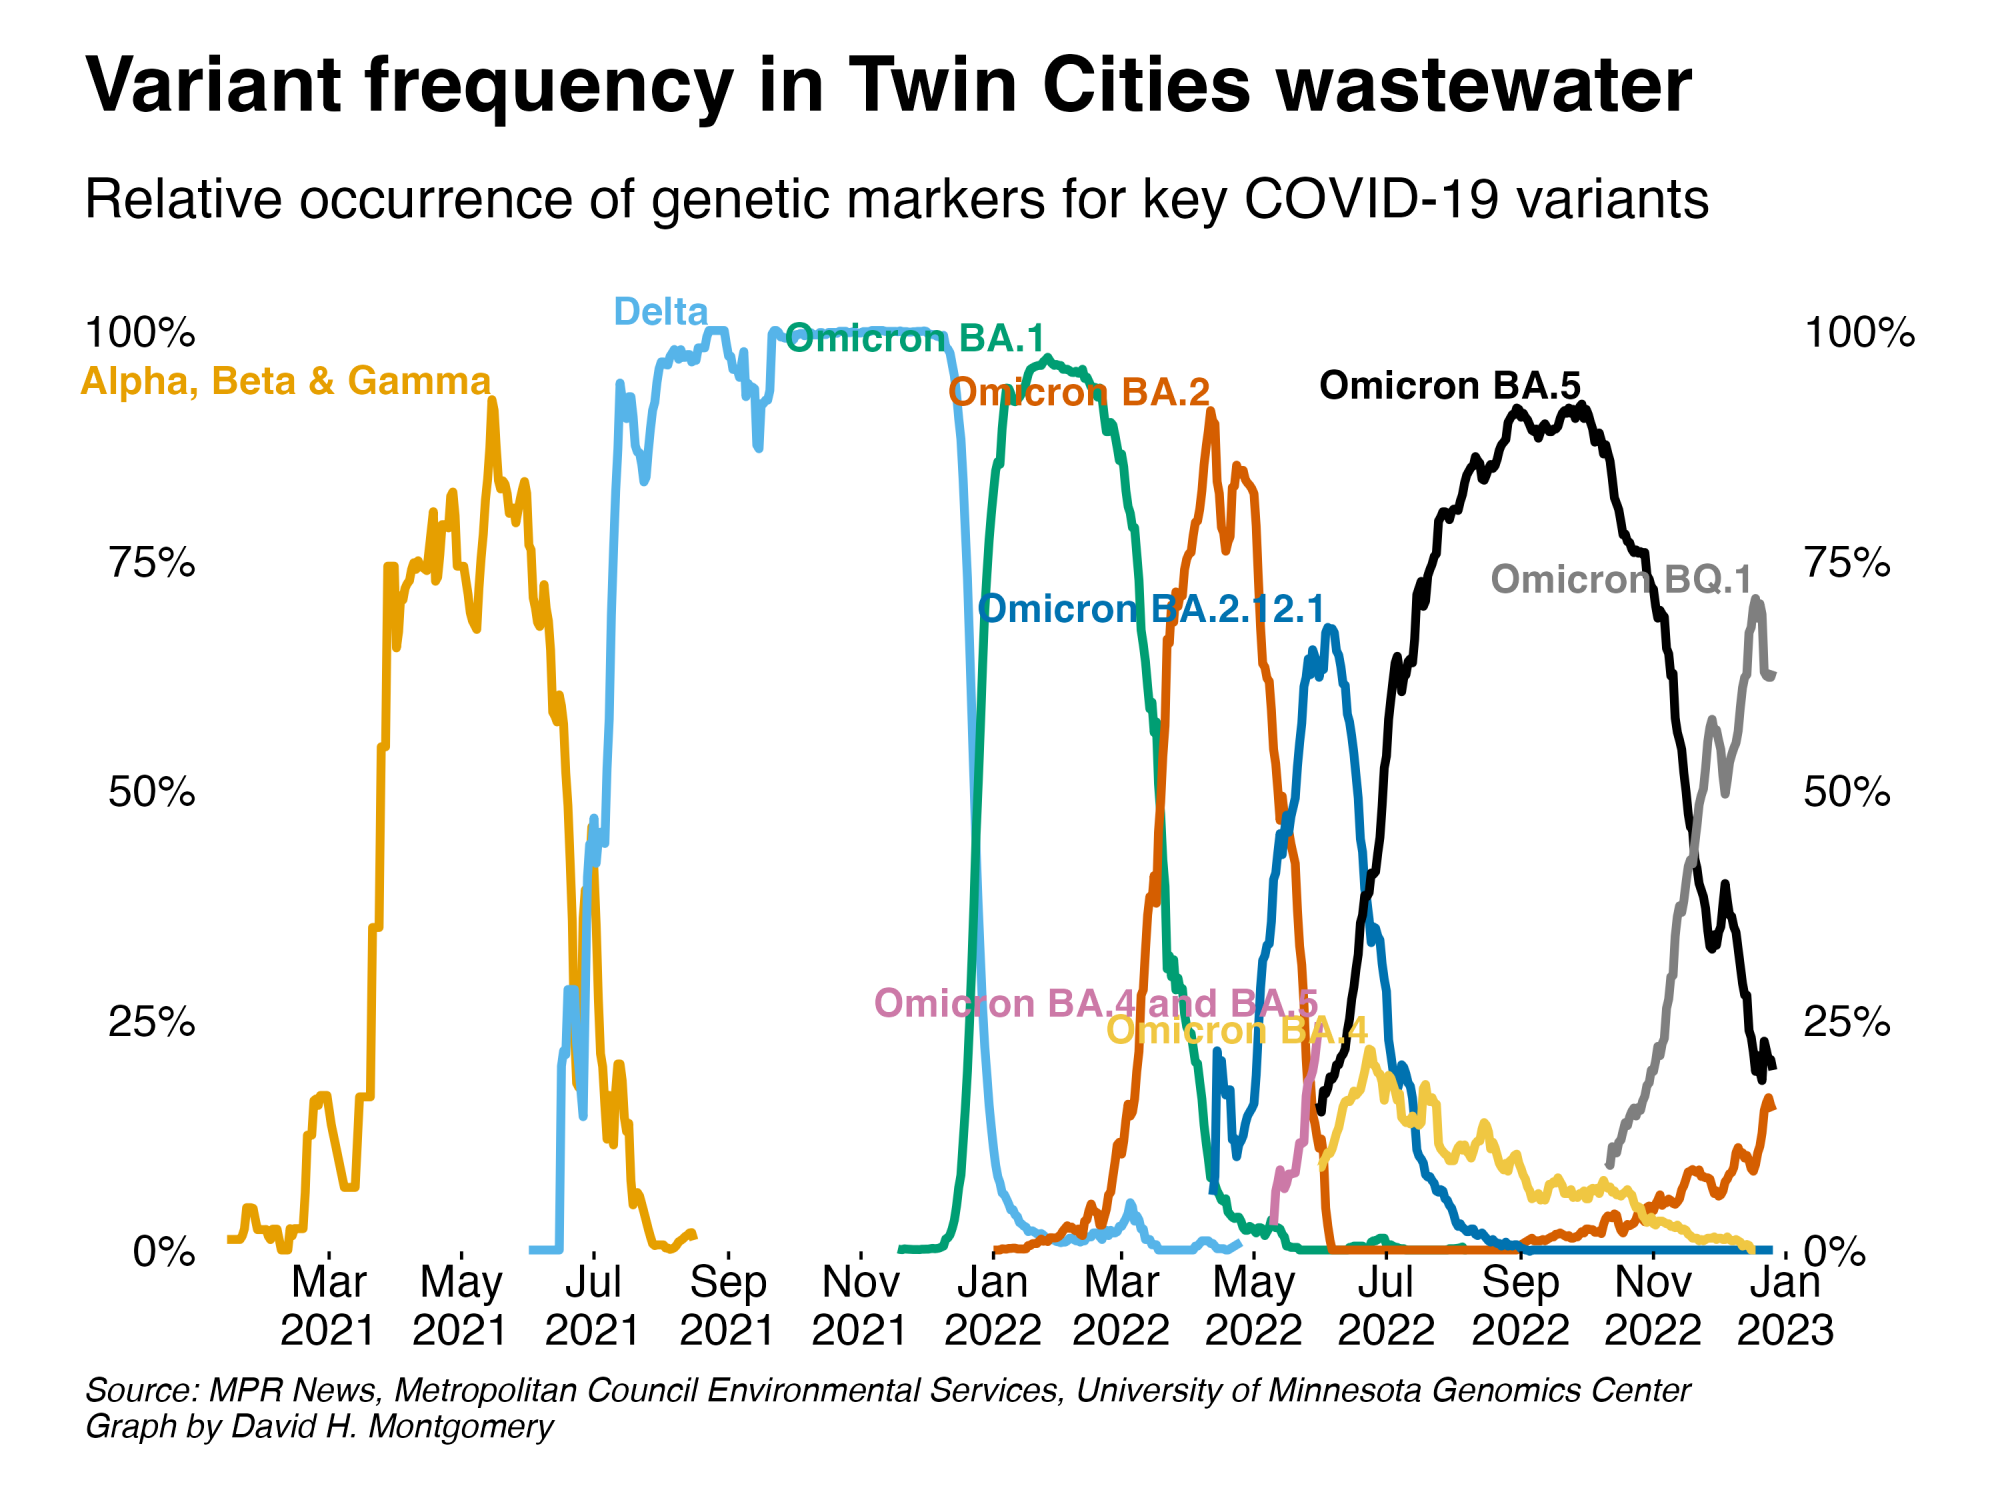 Variant frequency in Twin Cities wastewater
Relative occurrence of genetic markers for key COVID-19 variants
Delta
100%
Omicron BA.1
100%
Alpha, Beta & Gamma
Omicron BA.2
Omicron BA.5
75%
75%
Omicron BQ.1
Omicron BA.2.12.1
50%
50%
Omicron BA.4 and BA.5
25%
Omicron BA.4
25%
0%
0%
Mar May Jul Sep Nov Jan Mar May Jul Sep Nov Jan
2021 2021 2021 2021 2021 2022 2022 2022 2022 2022 2022 2023
Source: MPR News, Metropolitan Council Environmental Services, University of Minnesota Genomics Center
Graph by David H. Montgomery